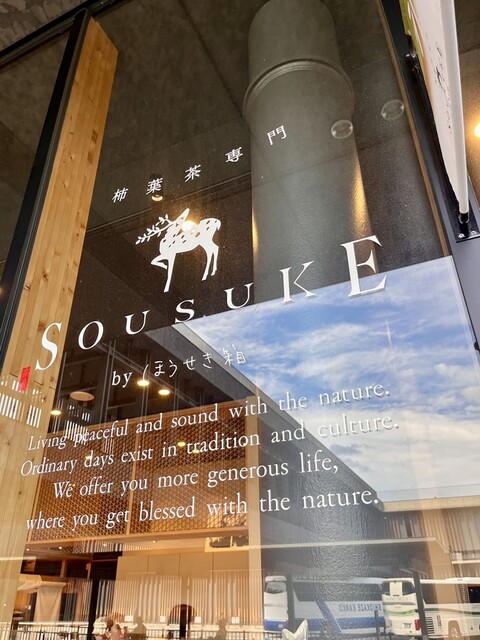 柿葉茶専門
SOUSUKE
by ほうせき箱
Living peaceful and sound with the nature.
Ordinary days exist in tradition and culture.
We offer you more generous life,
where you get blessed with the nature.